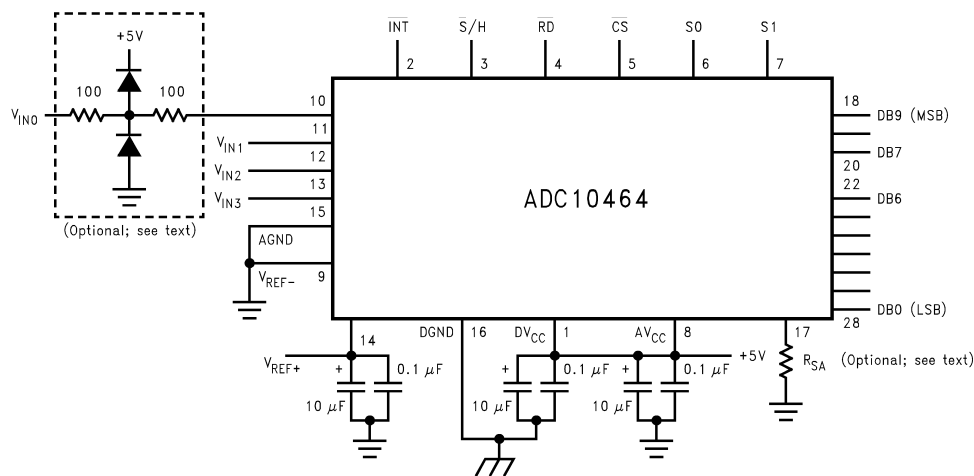 INT S/H RD CS S0 S1
2 3 4 5 6 7
+5V
100 100
V_IN0
(Optional; see text)
10
11
V_IN1
12
V_IN2
13
V_IN3
15
AGND
V_REF- 9
ADC10464
18 DB9 (MSB)
DB7
20
22
DB6
DB0 (LSB)
28
14 DGND 16 DV_CC 1 AV_CC 8 17
V_REF+ + 0.1 μF + 0.1 μF + 0.1 μF +5V R_SA (Optional; see text)
10 μF 10 μF 10 μF